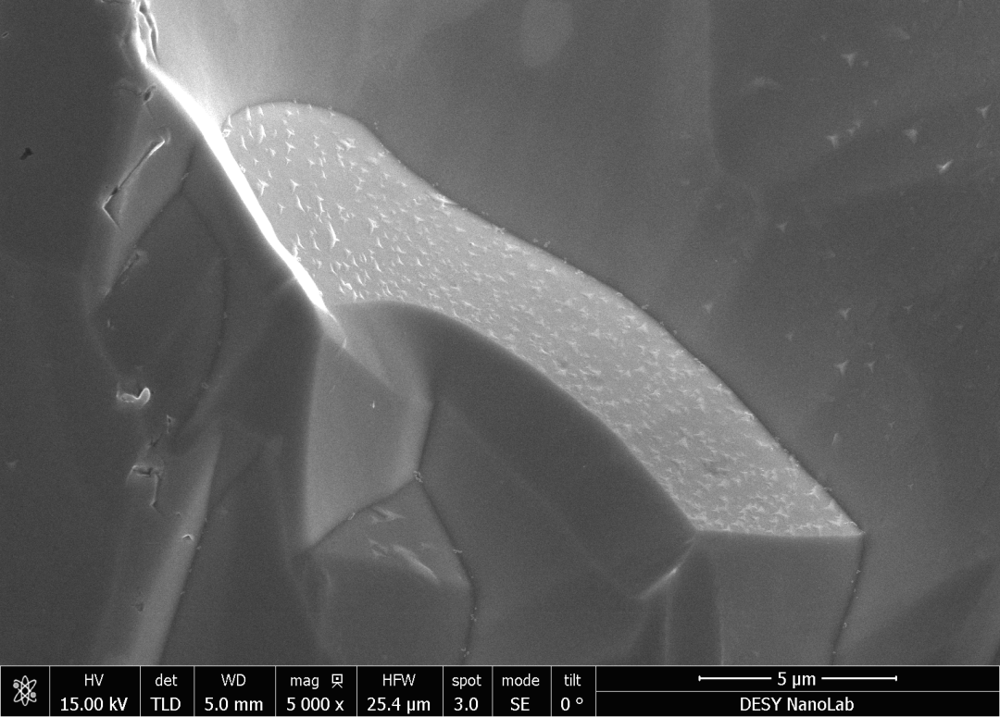 HV det WD mag HFW spot mode tilt 5 µm
15.00 kV TLD 5.0 mm 5 000 x 25.4 µm 3.0 SE 0 ° DESY NanoLab